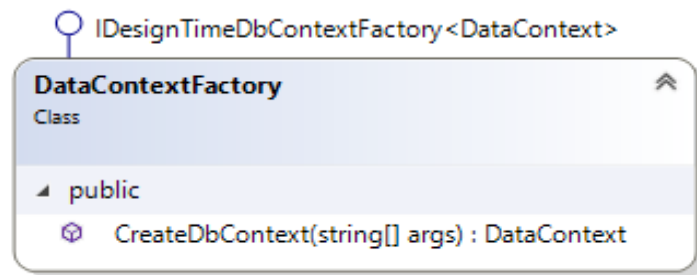 IDesignTimeDbContextFactory<DataContext>
DataContextFactory
Class
public
CreateDbContext(string[] args) : DataContext